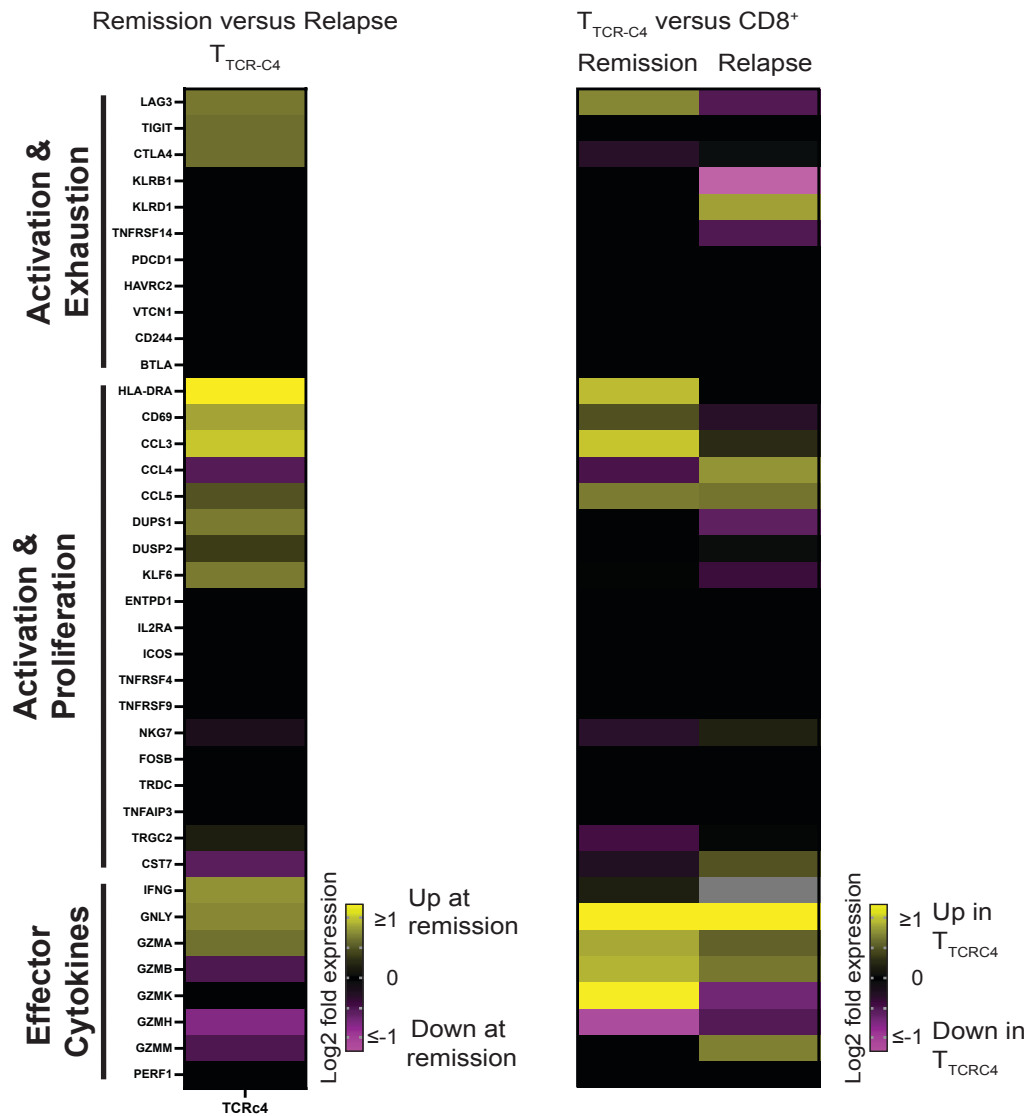 Remission versus Relapse
T TCR-C4
T TCR-C4 versus CD8+
Remission Relapse
Activation &
Exhaustion
LAG3
TIGIT
CTLA4
KLRB1
KLRD1
TNFRSF14
PDCD1
HAVRC2
VTCN1
CD244
BTLA
Activation &
Proliferation
HLA-DRA
CD69
CCL3
CCL4
CCL5
DUPS1
DUSP2
KLF6
ENTPD1
IL2RA
ICOS
TNFRSF4
TNFRSF9
NKG7
FOSB
TRDC
TNFAIP3
TRGC2
CST7
Effector
Cytokines
IFNG
GNLY
GZMA
GZMB
GZMK
GZMH
GZMM
PERF1
TCRc4
Log2 fold expression
≥1
0
≤-1
Up at
remission
Down at
remission
Log2 fold expression
≥1
0
≤-1
Up in
T TCRC4
Down in
T TCRC4